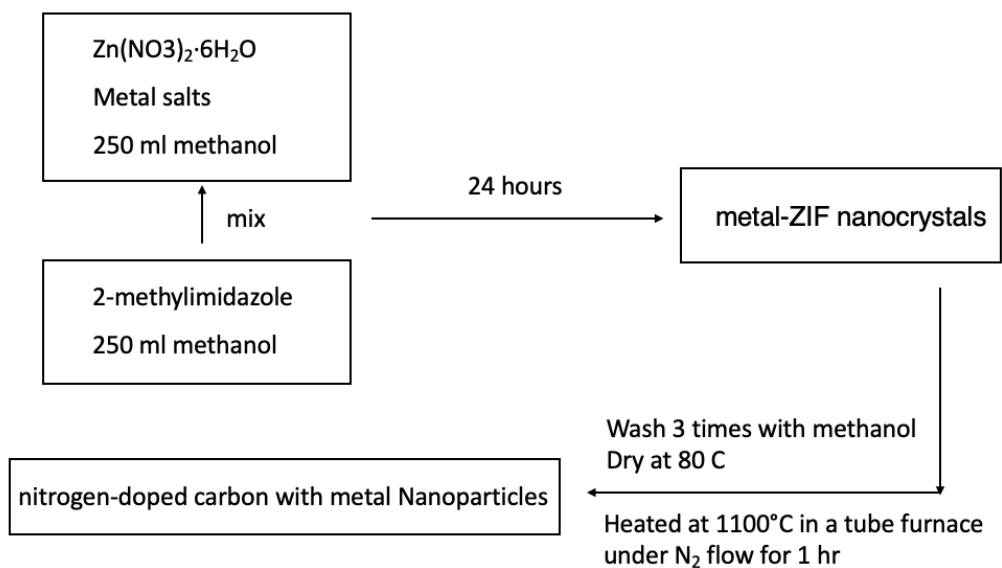 Zn(NO3)₂·6H₂O
Metal salts
250 ml methanol
mix
2-methylimidazole
250 ml methanol
24 hours
metal-ZIF nanocrystals
Wash 3 times with methanol
Dry at 80 C
Heated at 1100°C in a tube furnace
under N₂ flow for 1 hr
nitrogen-doped carbon with metal Nanoparticles